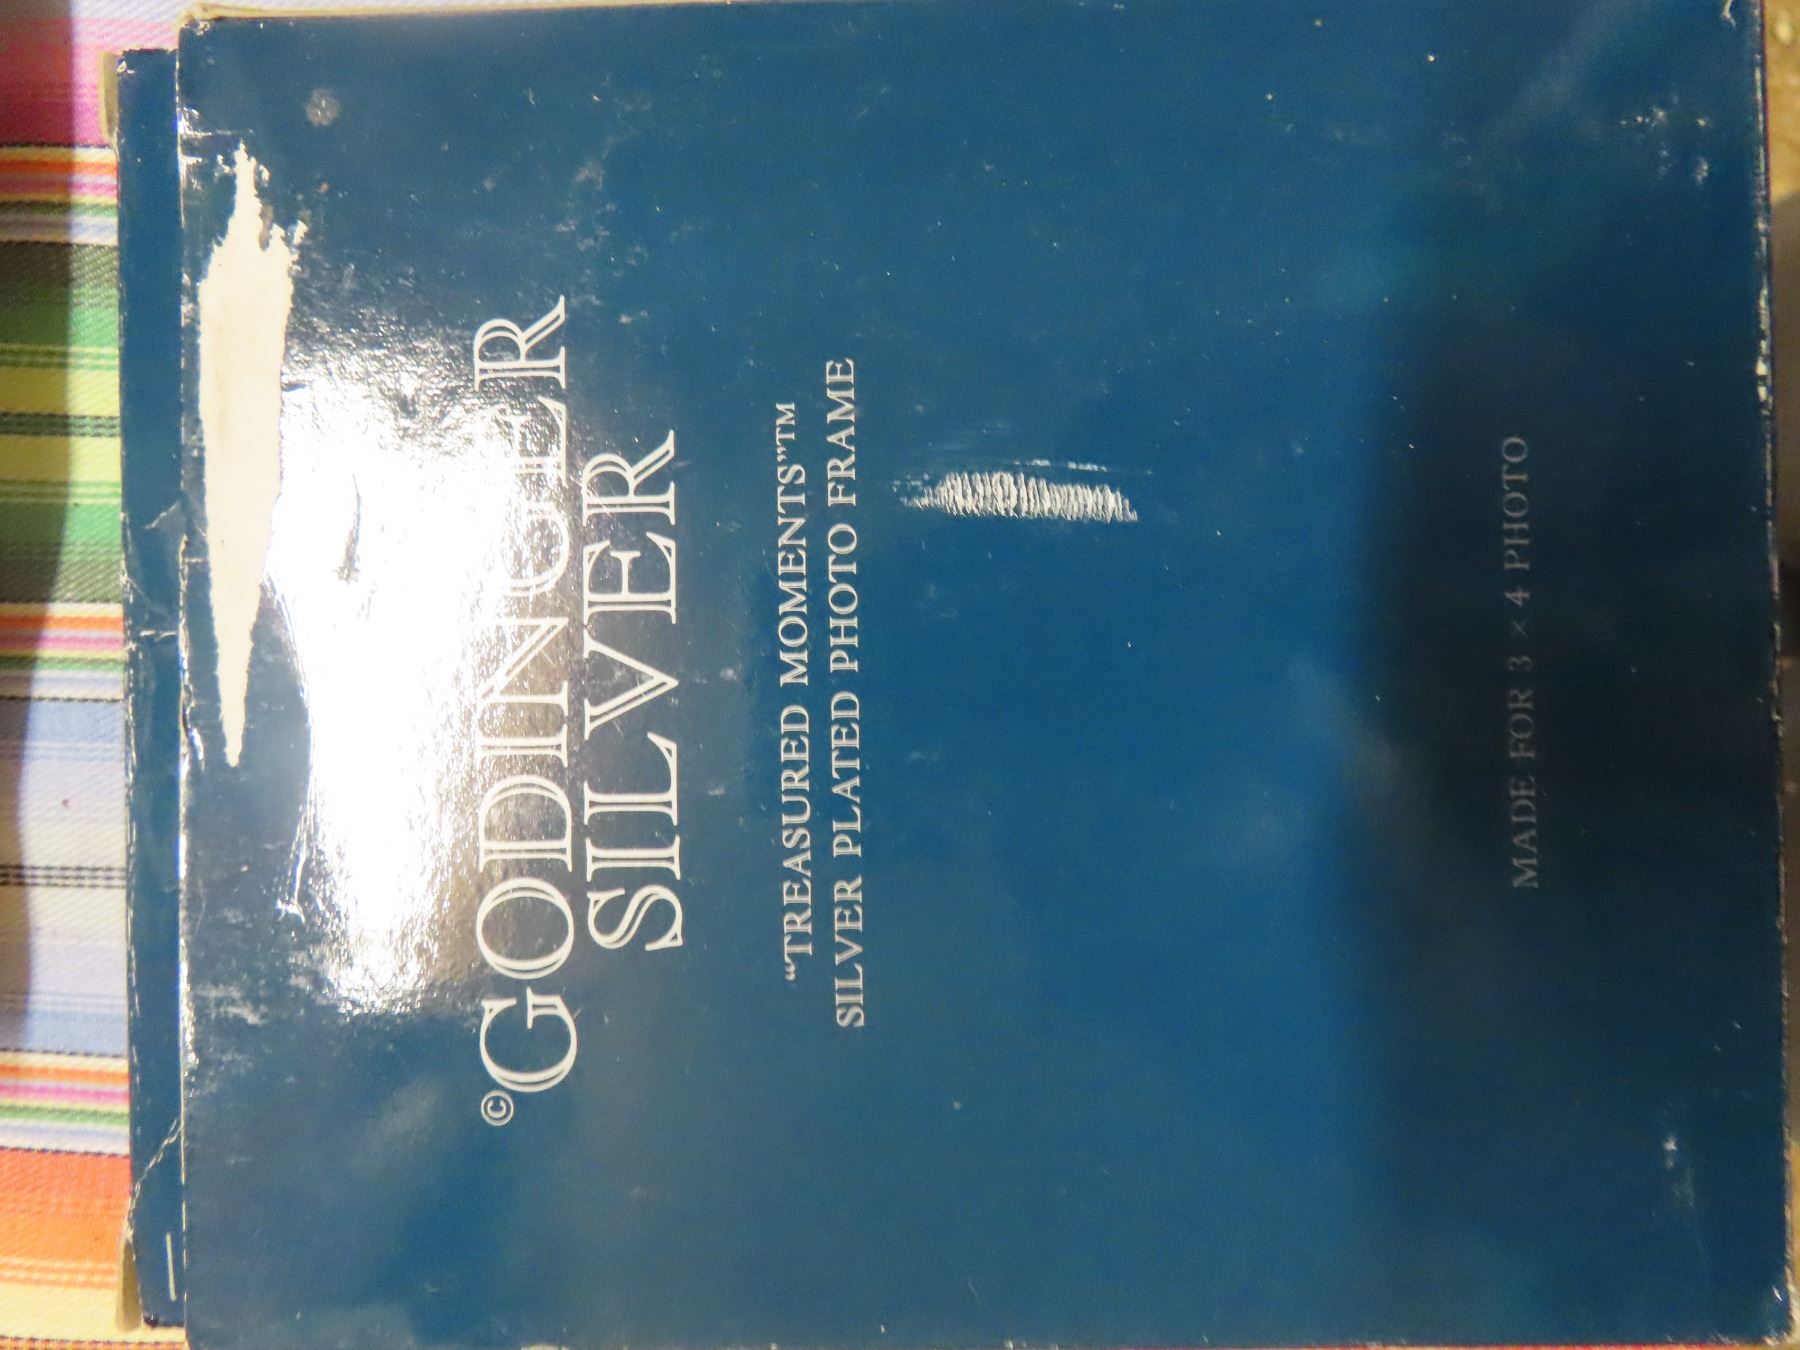 ©GODINGER
SILVER
“TREASURED MOMENTS”™
SILVER PLATED PHOTO FRAME
MADE FOR 3 × 4 PHOTO